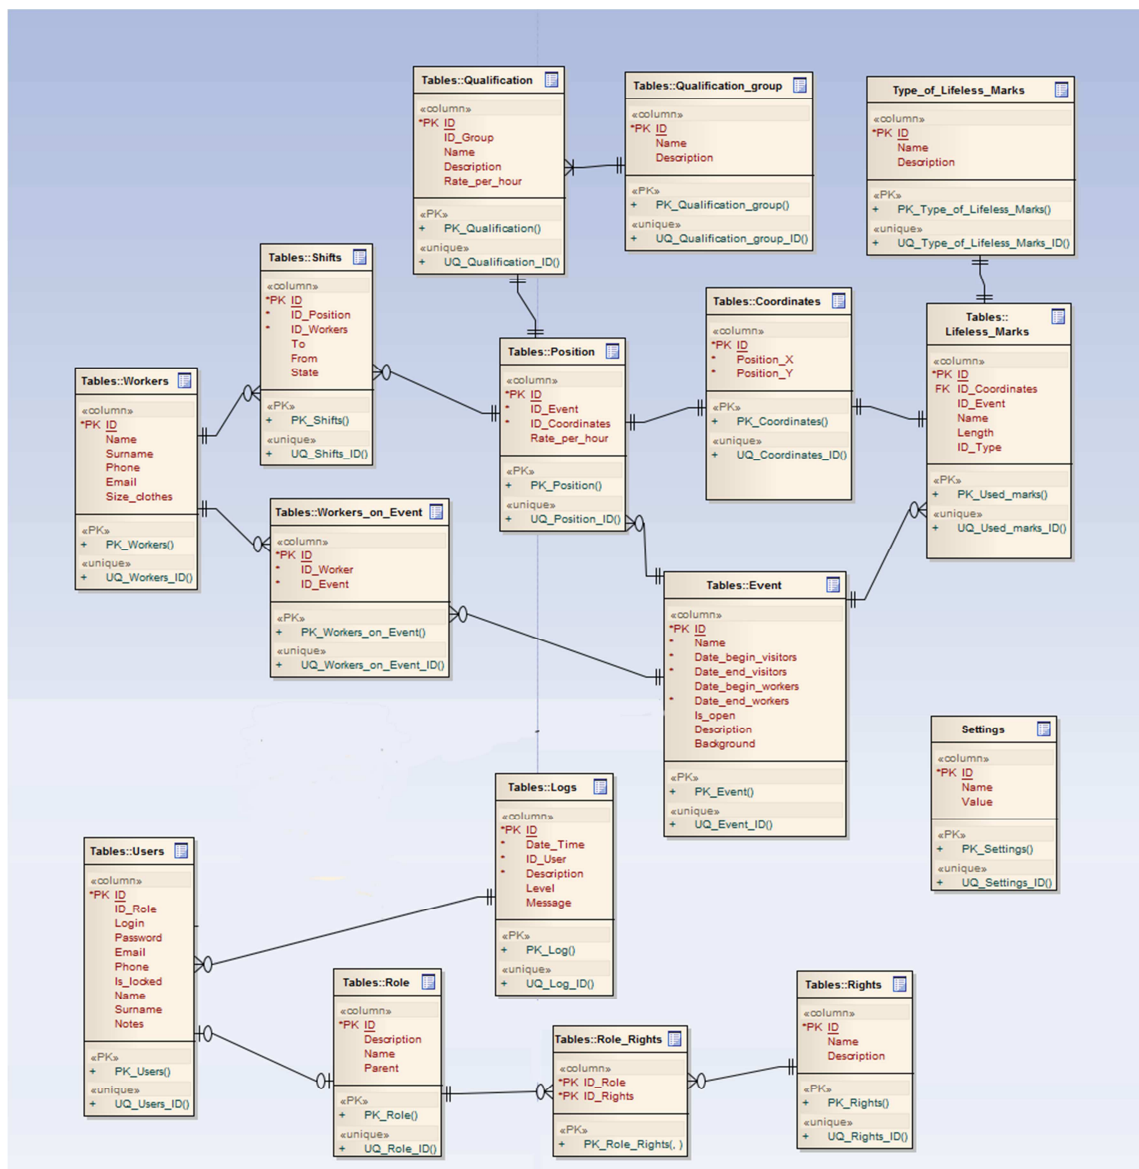 Tables::Qualification
«column»
*PK ID
ID_Group
Name
Description
Rate_per_hour
«PK»
+ PK_Qualification()
«unique»
+ UQ_Qualification_ID()
Tables::Qualification_group
«column»
*PK ID
Name
Description
«PK»
+ PK_Qualification_group()
«unique»
+ UQ_Qualification_group_ID()
Type_of_Lifeless_Marks
«column»
*PK ID
Name
Description
«PK»
+ PK_Type_of_Lifeless_Marks()
«unique»
+ UQ_Type_of_Lifeless_Marks_ID()
Tables::Shifts
«column»
*PK ID
* ID_Position
* ID_Workers
To
From
State
«PK»
+ PK_Shifts()
«unique»
+ UQ_Shifts_ID()
Tables::Coordinates
«column»
*PK ID
* Position_X
* Position_Y
«PK»
+ PK_Coordinates()
«unique»
+ UQ_Coordinates_ID()
Tables::
Lifeless_Marks
«column»
*PK ID
FK ID_Coordinates
ID_Event
Name
Length
ID_Type
«PK»
+ PK_Used_marks()
«unique»
+ UQ_Used_marks_ID()
Tables::Position
«column»
*PK ID
* ID_Event
* ID_Coordinates
Rate_per_hour
«PK»
+ PK_Position()
«unique»
+ UQ_Position_ID()
Tables::Workers
«column»
*PK ID
Name
Surname
Phone
Email
Size_clothes
«PK»
+ PK_Workers()
«unique»
+ UQ_Workers_ID()
Tables::Workers_on_Event
«column»
*PK ID
* ID_Worker
* ID_Event
«PK»
+ PK_Workers_on_Event()
«unique»
+ UQ_Workers_on_Event_ID()
Tables::Event
«column»
*PK ID
* Name
* Date_begin_visitors
* Date_end_visitors
Date_begin_workers
* Date_end_workers
Is_open
Description
Background
«PK»
+ PK_Event()
«unique»
+ UQ_Event_ID()
Settings
«column»
*PK ID
Name
Value
«PK»
+ PK_Settings()
«unique»
+ UQ_Settings_ID()
Tables::Logs
«column»
*PK ID
* Date_Time
* ID_User
* Description
Level
Message
«PK»
+ PK_Log()
«unique»
+ UQ_Log_ID()
Tables::Users
«column»
*PK ID
ID_Role
Login
Password
Email
Phone
Is_locked
Name
Surname
Notes
«PK»
+ PK_Users()
«unique»
+ UQ_Users_ID()
Tables::Role
«column»
*PK ID
Description
Name
Parent
«PK»
+ PK_Role()
«unique»
+ UQ_Role_ID()
Tables::Role_Rights
«column»
*PK ID_Role
*PK ID_Rights
«PK»
+ PK_Role_Rights(, )
Tables::Rights
«column»
*PK ID
Name
Description
«PK»
+ PK_Rights()
«unique»
+ UQ_Rights_ID()